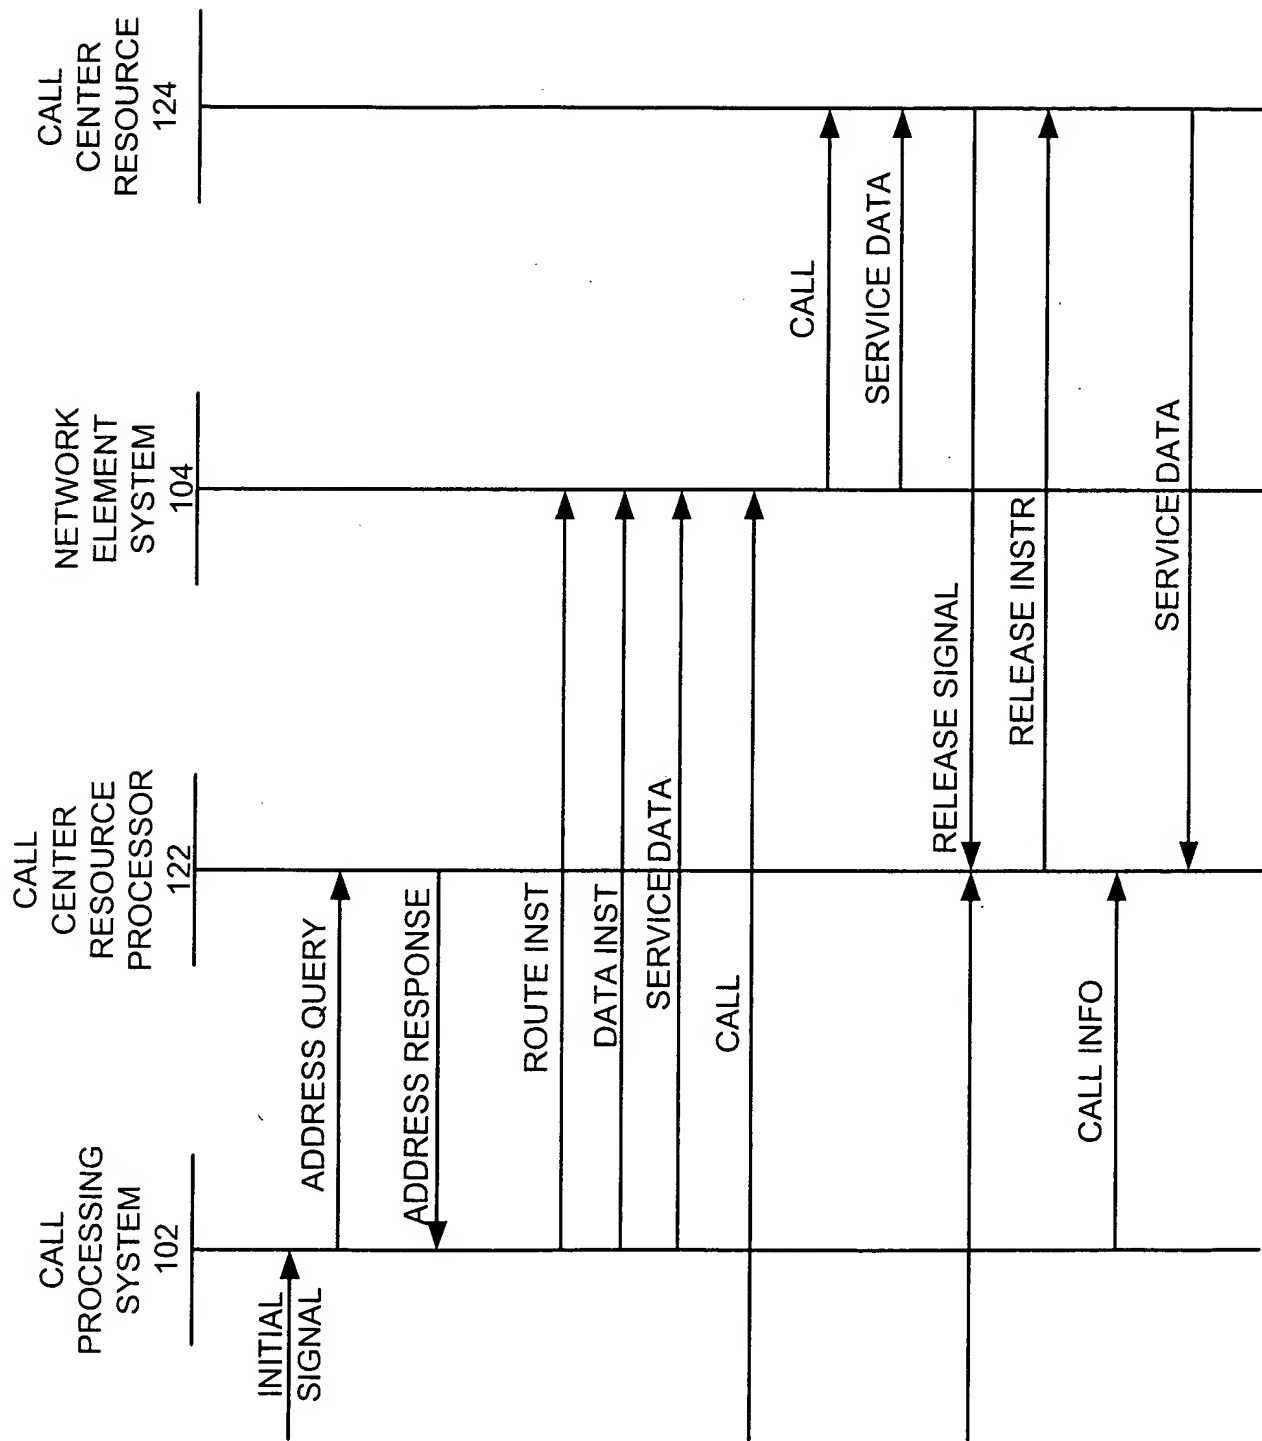 CALL
PROCESSING
SYSTEM
102
CALL
CENTER
RESOURCE
PROCESSOR
122
NETWORK
ELEMENT
SYSTEM
104
CALL
CENTER
RESOURCE
124
INITIAL
SIGNAL
ADDRESS QUERY
ADDRESS RESPONSE
ROUTE INST
DATA INST
SERVICE DATA
CALL
CALL
SERVICE DATA
RELEASE SIGNAL
RELEASE INSTR
CALL INFO
SERVICE DATA